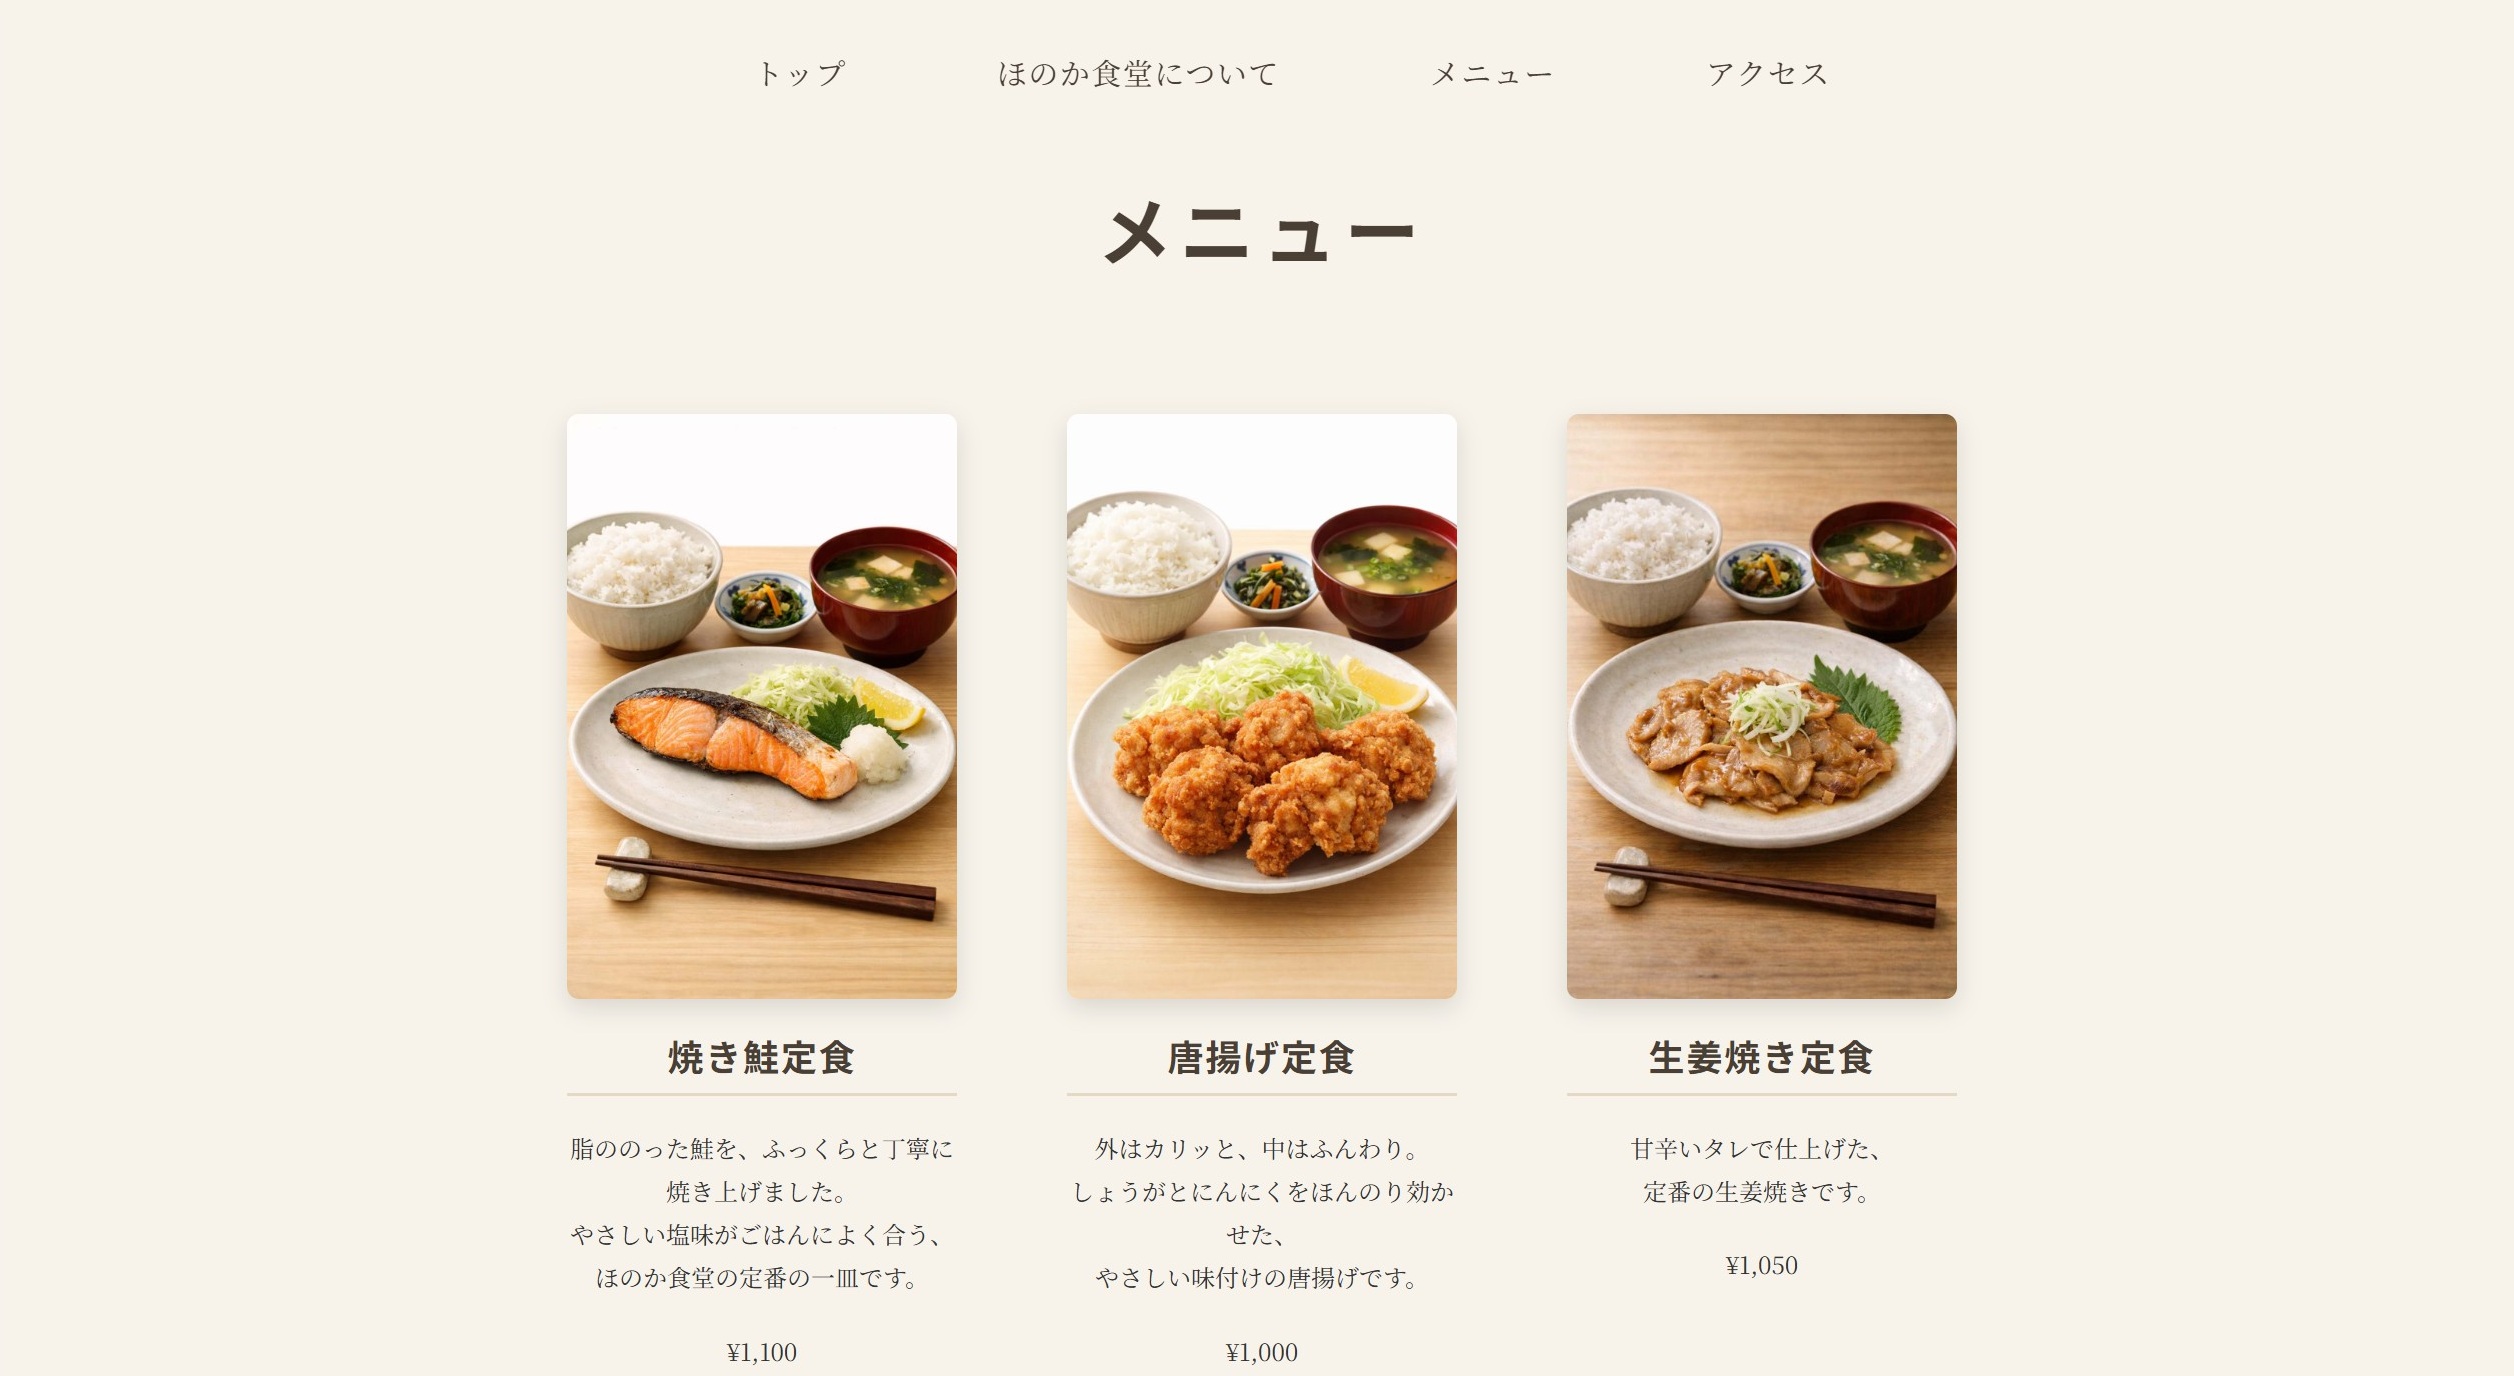 トップ ほのか食堂について メニュー アクセス
メニュー
焼き鮭定食
脂ののった鮭を、ふっくらと丁寧に
焼き上げました。
やさしい塩味がごはんによく合う、
ほのか食堂の定番の一皿です。
¥1,100
唐揚げ定食
外はカリッと、中はふんわり。
しょうがとにんにくをほんのり効か
せた、
やさしい味付けの唐揚げです。
¥1,000
生姜焼き定食
甘辛いタレで仕上げた、
定番の生姜焼きです。
¥1,050